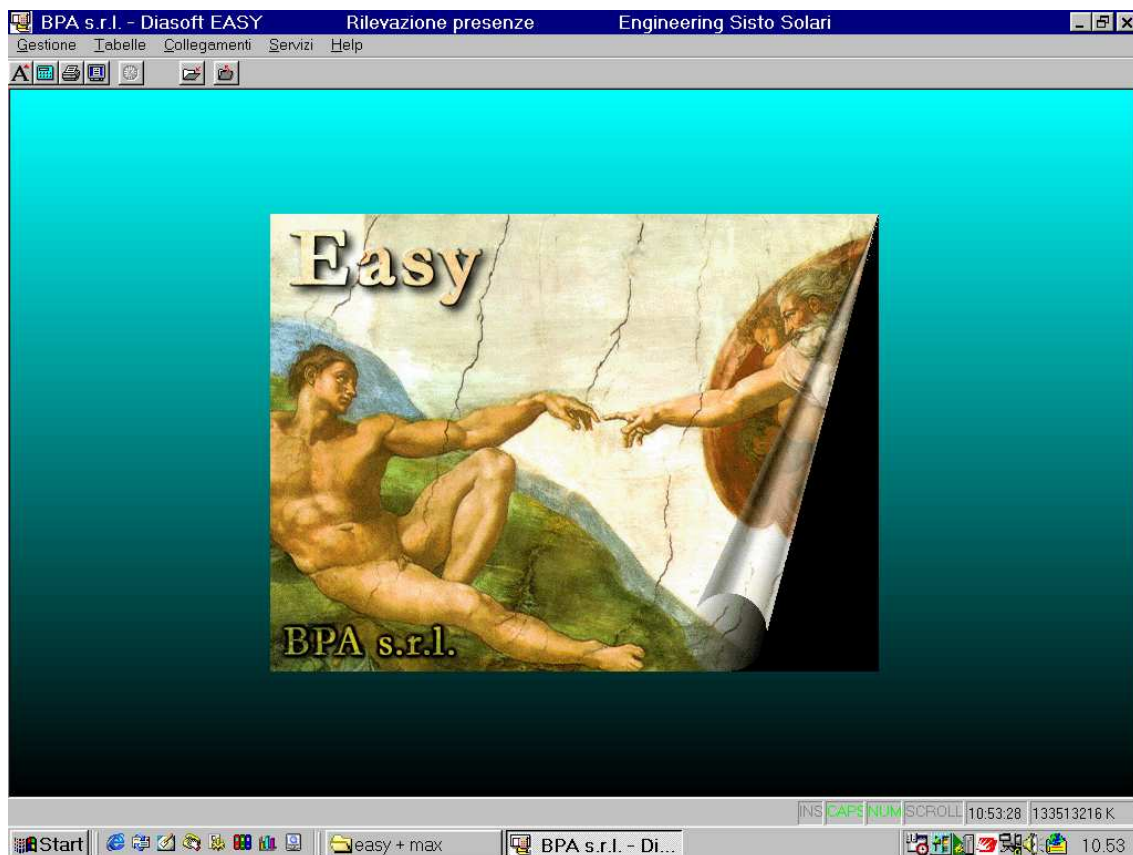 BPA s.r.l. - Diasoft EASY Rilevazione presenze Engineering Sisto Solari
Gestione Tabelle Collegamenti Servizi Help
Easy
BPA s.r.l.
INS CAPS NUM SCROLL 10:53:28 133513216 K
Start easy + max BPA s.r.l. - Di... 10.53